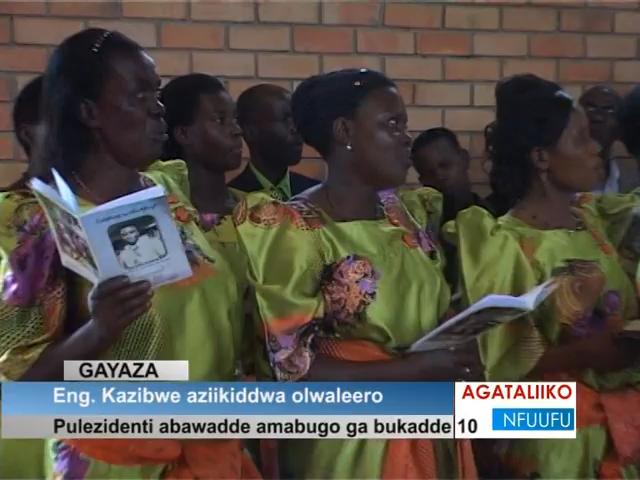 GAYAZA
Eng. Kazibwe aziikiddwa olwaleero
Pulezidenti abawadde amabugo ga bukadde 10
AGATALIIKO
NFUUFU